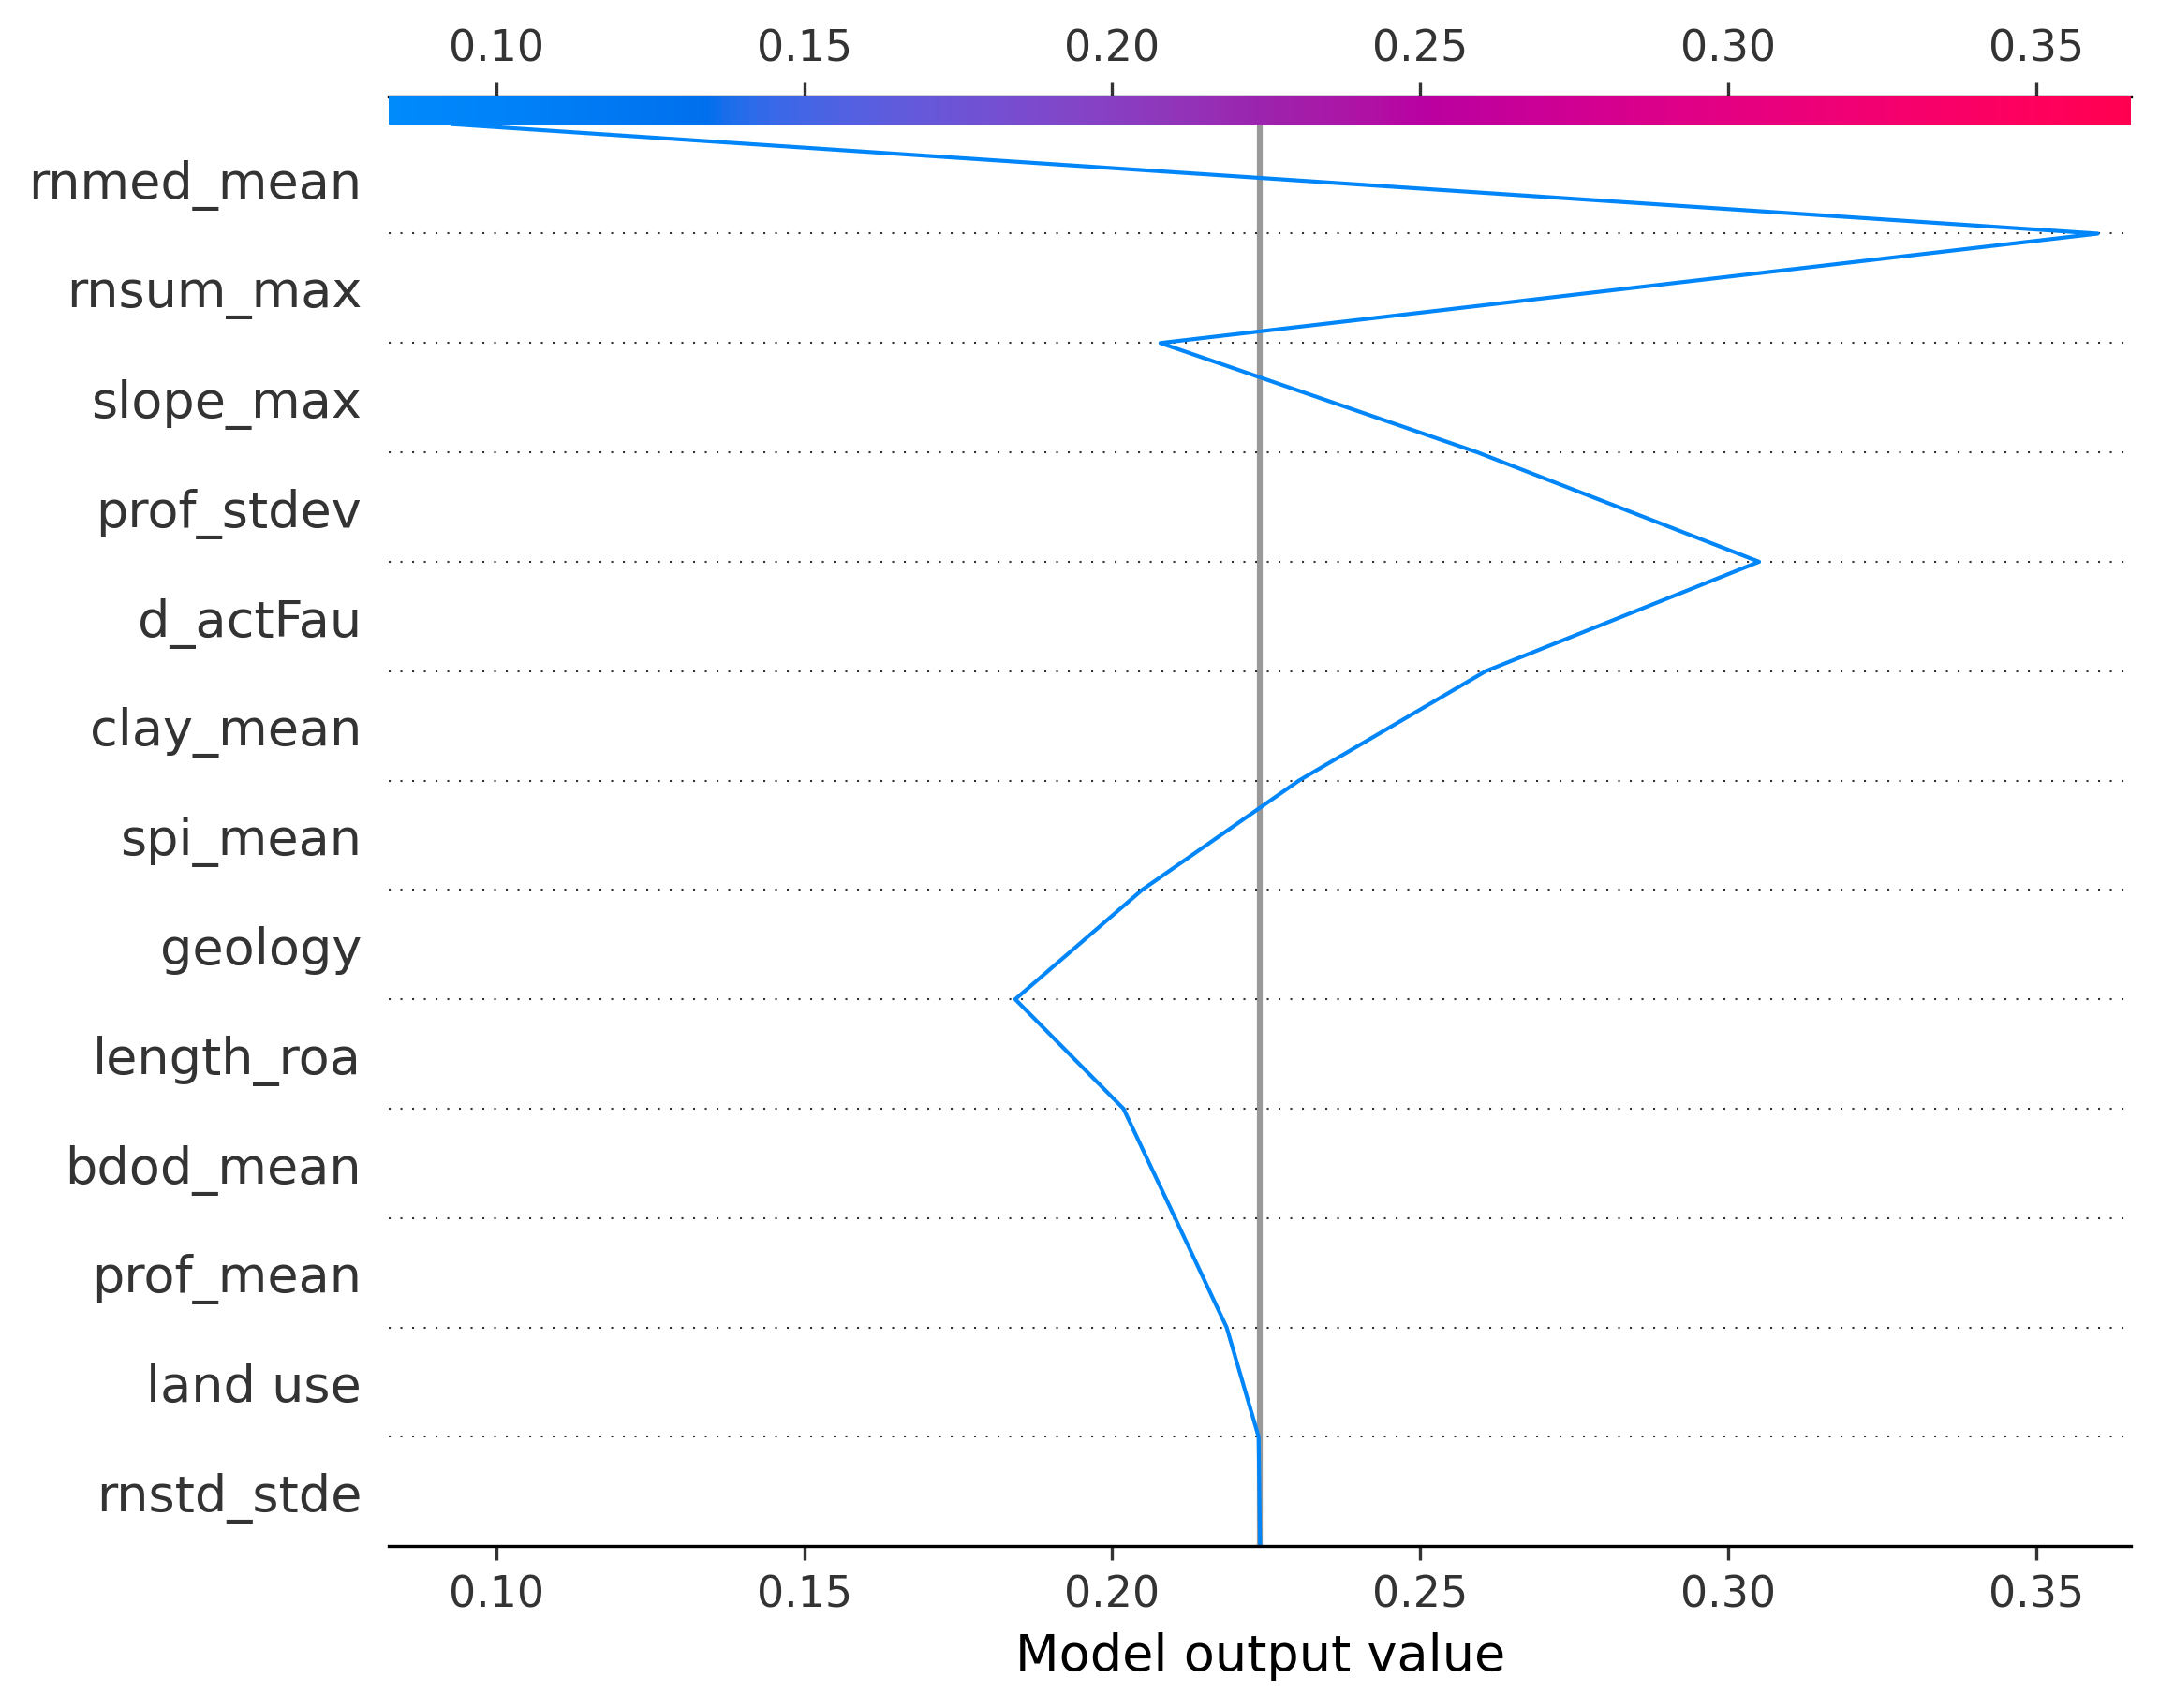 0.10 0.15 0.20 0.25 0.30 0.35
rnmed_mean
rnsum_max
slope_max
prof_stdev
d_actFau
clay_mean
spi_mean
geology
length_roa
bdod_mean
prof_mean
land use
rnstd_stde
0.10 0.15 0.20 0.25 0.30 0.35
Model output value